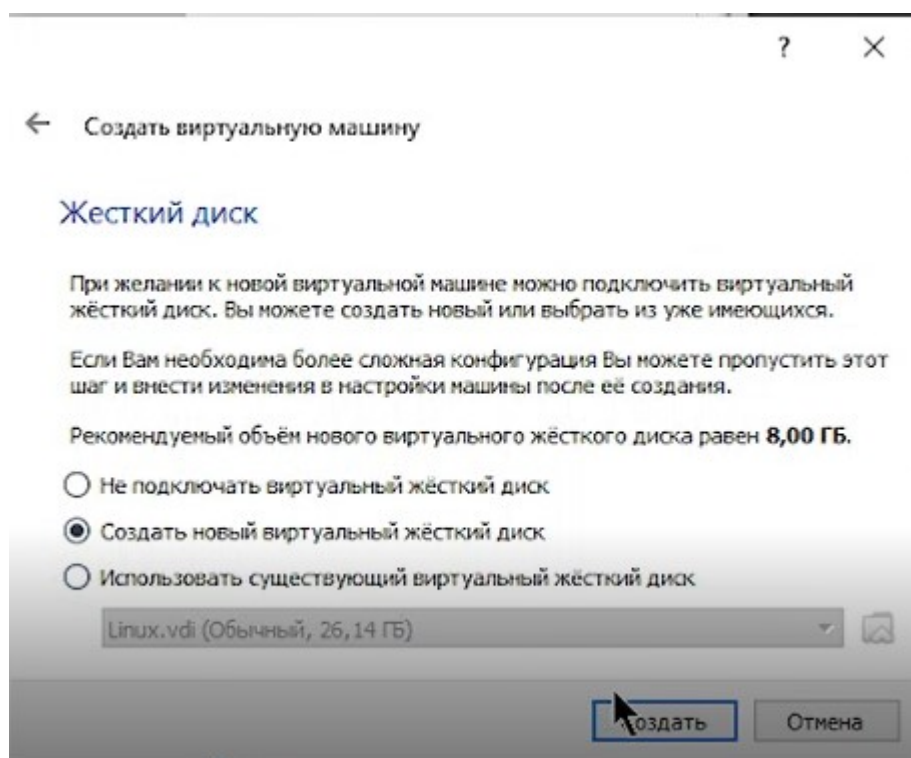 ?
Создать виртуальную машину
Жесткий диск
При желании к новой виртуальной машине можно подключить виртуальный
жёсткий диск. Вы можете создать новый или выбрать из уже имеющихся.
Если Вам необходима более сложная конфигурация Вы можете пропустить этот
шаг и внести изменения в настройки машины после её создания.
Рекомендуемый объём нового виртуального жёсткого диска равен 8,00 ГБ.
Не подключать виртуальный жёсткий диск
Создать новый виртуальный жёсткий диск
Использовать существующий виртуальный жёсткий диск
Linux.vdi (Обычный, 26,14 ГБ)
Создать Отмена